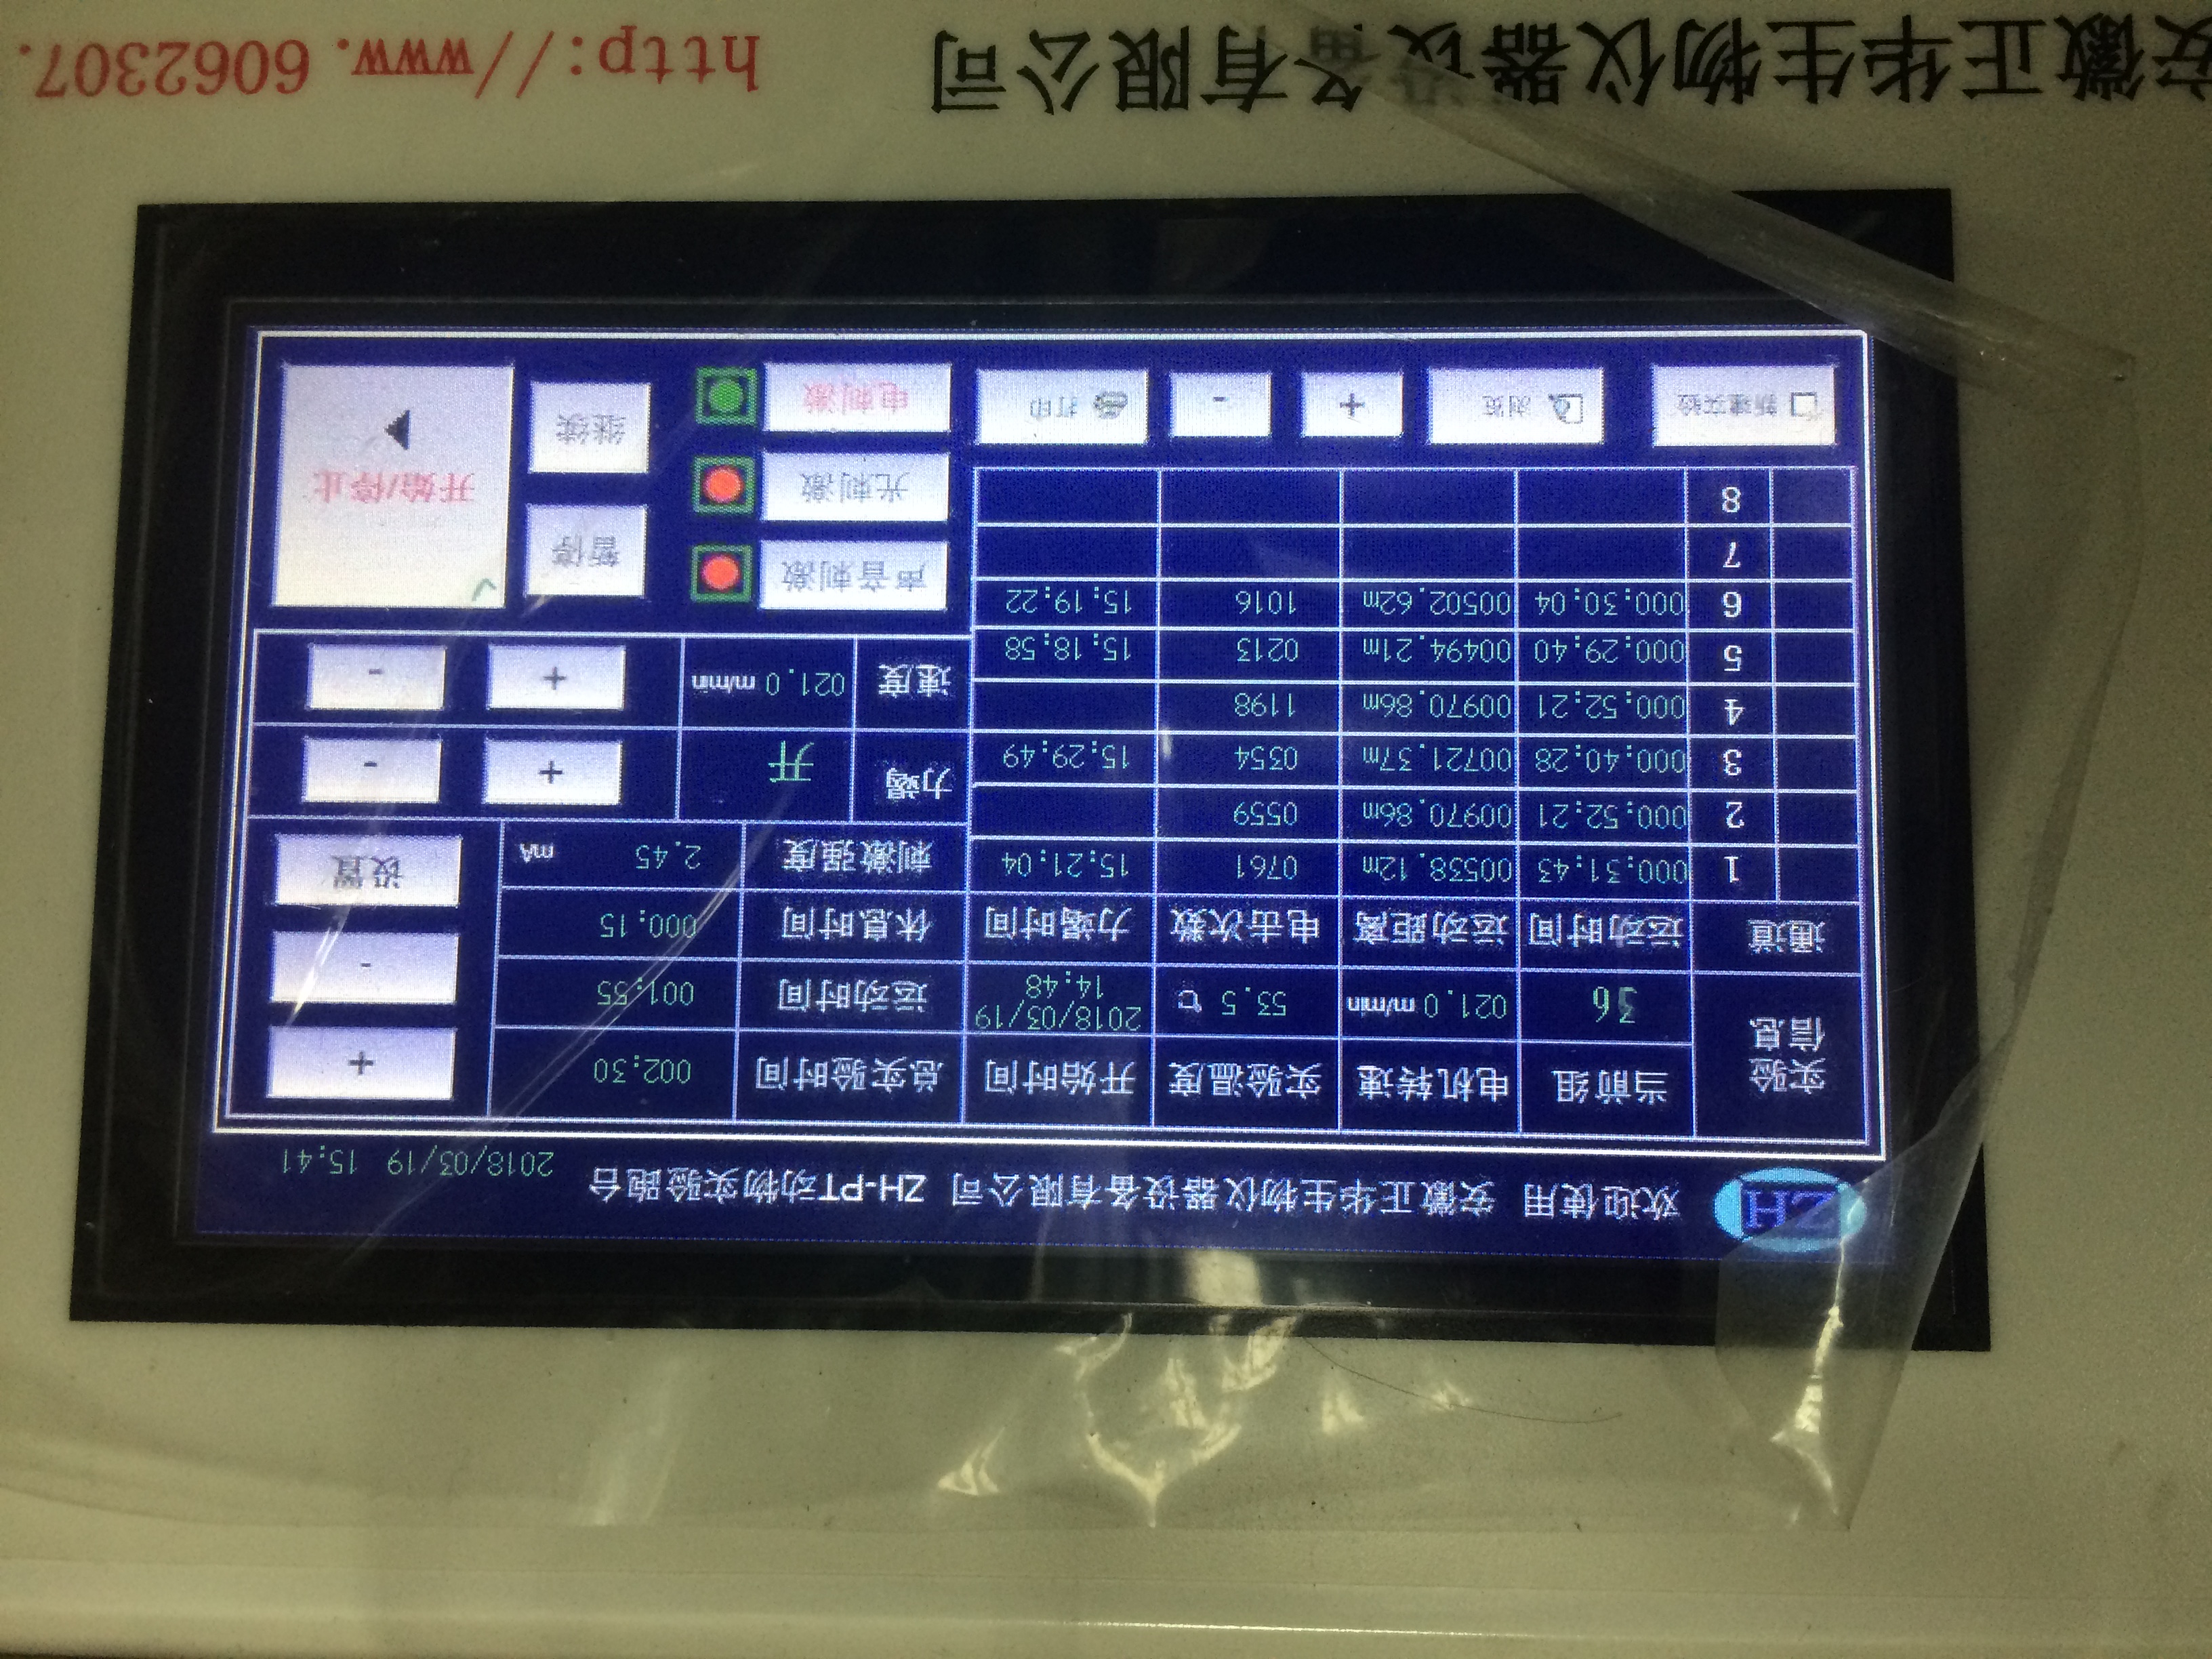 ZH 欢迎使用 安徽正华生物仪器设备有限公司 ZH-PT动物实验跑台 2018/03/19 15:41
实验信息 当前组 电机转速 实验温度 开始时间 总实验时间 002:30 +
36 021.0 m/min 53.5 ℃ 2018/03/19 14:48 运动时间 001:55 -
通道 运动时间 运动距离 电击次数 力竭时间 休息时间 000:15
1 000:31:43 00538.12m 0761 15:21:04 刺激强度 2.45 mA 设置
2 000:52:21 00970.86m 0559
3 000:40:28 00721.37m 0354 15:29:49 力竭 开 + -
4 000:52:21 00970.86m 1198
5 000:29:40 00494.21m 0213 15:18:58 速度 021.0 m/min + -
6 000:30:04 00502.62m 1016 15:19:22
7
8
声音刺激 暂停 开始/停止
光刺激 继续
电刺激
新建实验 浏览 + - 打印
安徽正华生物仪器设备有限公司 http://www.6062307.